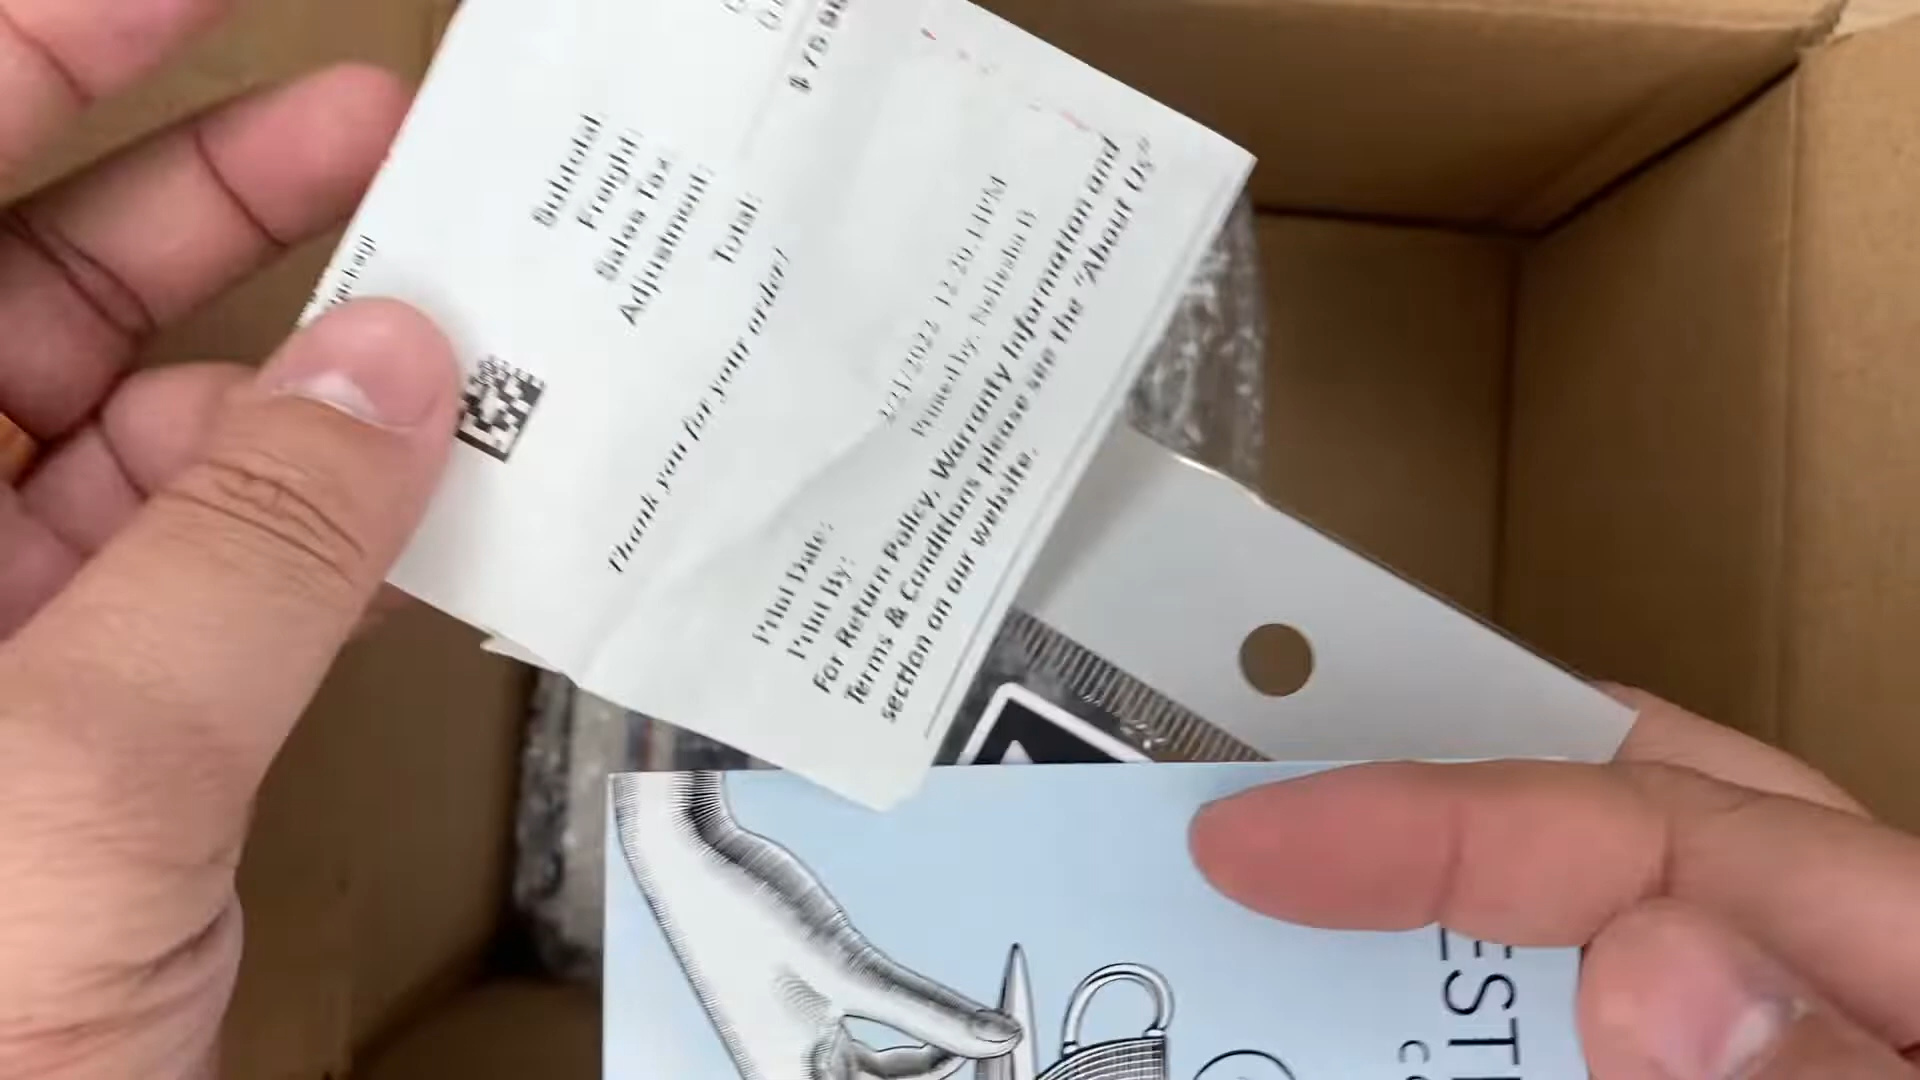 Subtotal:
Freight:
Sales Tax:
Adjustment:
Total:
Thank you for your order!
Print Date:
Print By:
For Return Policy, Warranty Information and
Terms & Conditions please see the "About Us"
section on our website.
EST